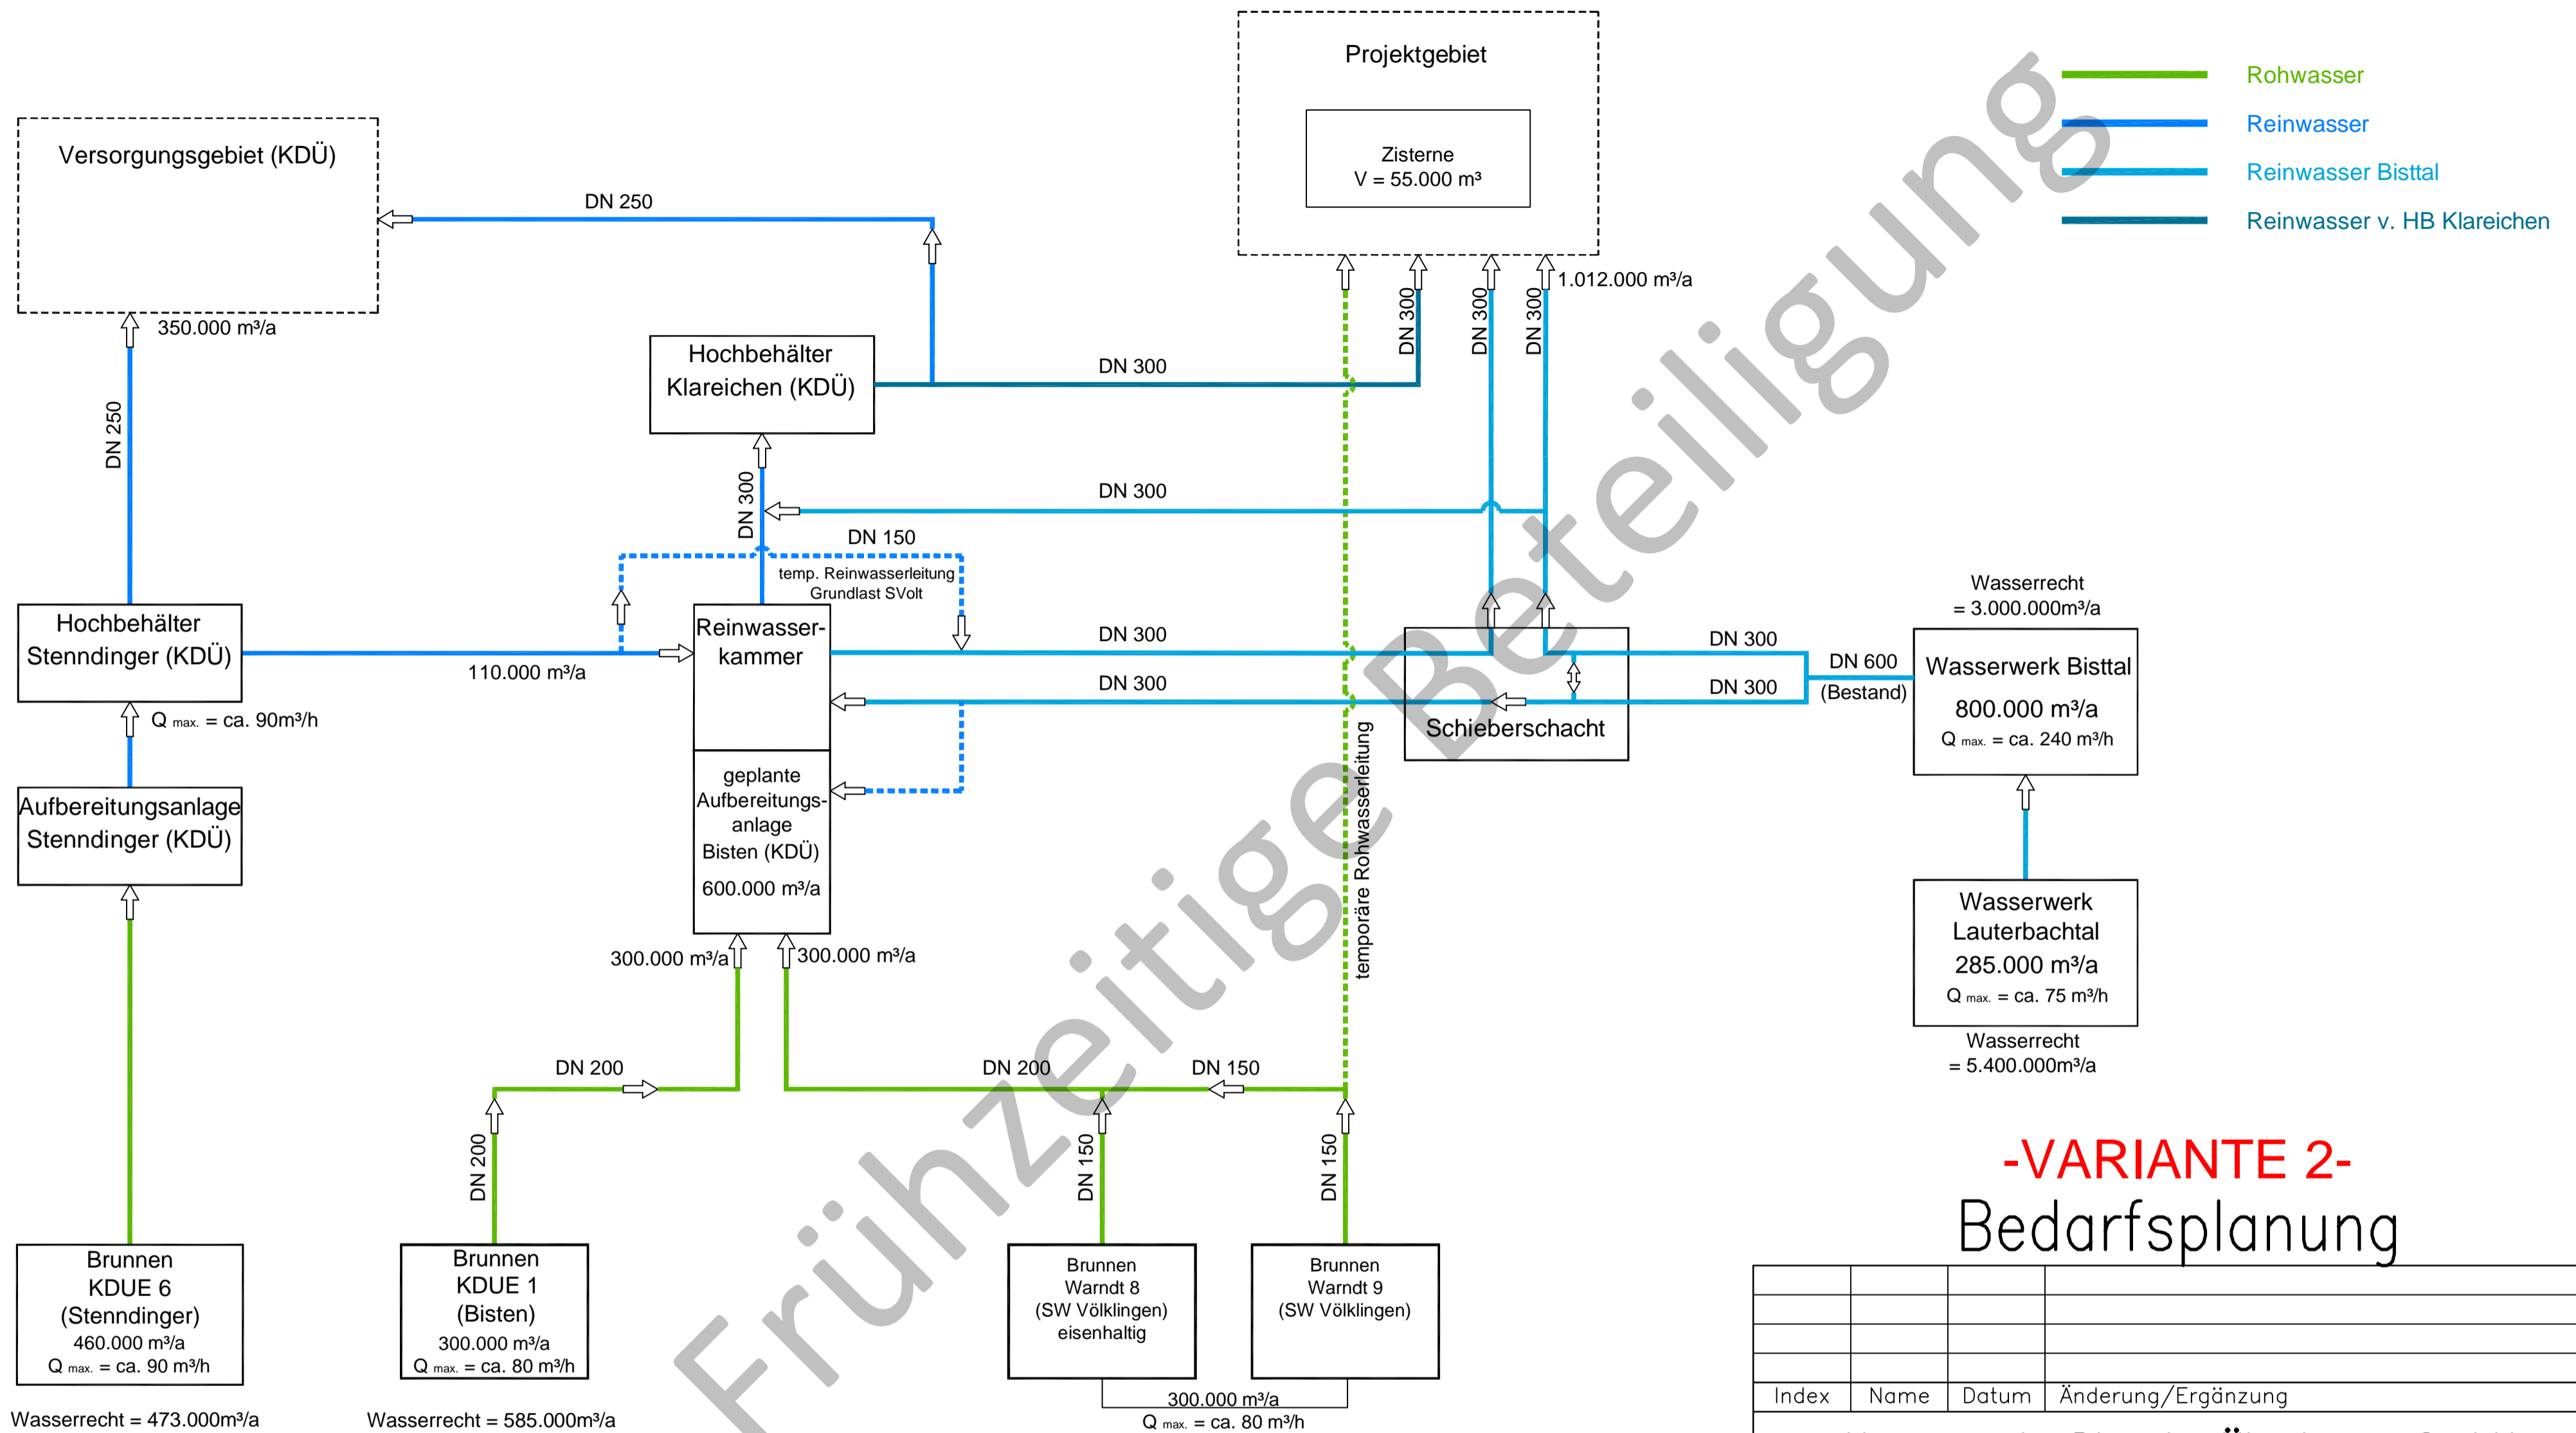 Projektgebiet
Zisterne
V = 55.000 m³
Rohwasser
Reinwasser
Reinwasser Bisttal
Reinwasser v. HB Klareichen
Versorgungsgebiet (KDÜ)
350.000 m³/a
DN 250
DN 250
Hochbehälter
Klareichen (KDÜ)
DN 300
DN 300
DN 300
DN 300
1.012.000 m³/a
DN 300
DN 300
DN 150
temp. Reinwasserleitung
Grundlast SVolt
Hochbehälter
Stenndinger (KDÜ)
110.000 m³/a
Q max. = ca. 90m³/h
Aufbereitungsanlage
Stenndinger (KDÜ)
Reinwasser-
kammer
geplante
Aufbereitungs-
anlage
Bisten (KDÜ)
600.000 m³/a
DN 300
DN 300
Schieberschacht
DN 300
DN 300
DN 600
(Bestand)
Wasserrecht
= 3.000.000m³/a
Wasserwerk Bisttal
800.000 m³/a
Q max. = ca. 240 m³/h
Wasserwerk
Lauterbachtal
285.000 m³/a
Q max. = ca. 75 m³/h
Wasserrecht
= 5.400.000m³/a
temporäre Rohwasserleitung
300.000 m³/a
300.000 m³/a
DN 200
DN 200
DN 150
DN 200
DN 150
DN 150
Brunnen
KDUE 6
(Stenndinger)
460.000 m³/a
Q max. = ca. 90 m³/h
Wasserrecht = 473.000m³/a
Brunnen
KDUE 1
(Bisten)
300.000 m³/a
Q max. = ca. 80 m³/h
Wasserrecht = 585.000m³/a
Brunnen
Warndt 8
(SW Völklingen)
eisenhaltig
Brunnen
Warndt 9
(SW Völklingen)
300.000 m³/a
Q max. = ca. 80 m³/h
Frühzeitige Beteiligung
-VARIANTE 2-
Bedarfsplanung
Index Name Datum Änderung/Ergänzung